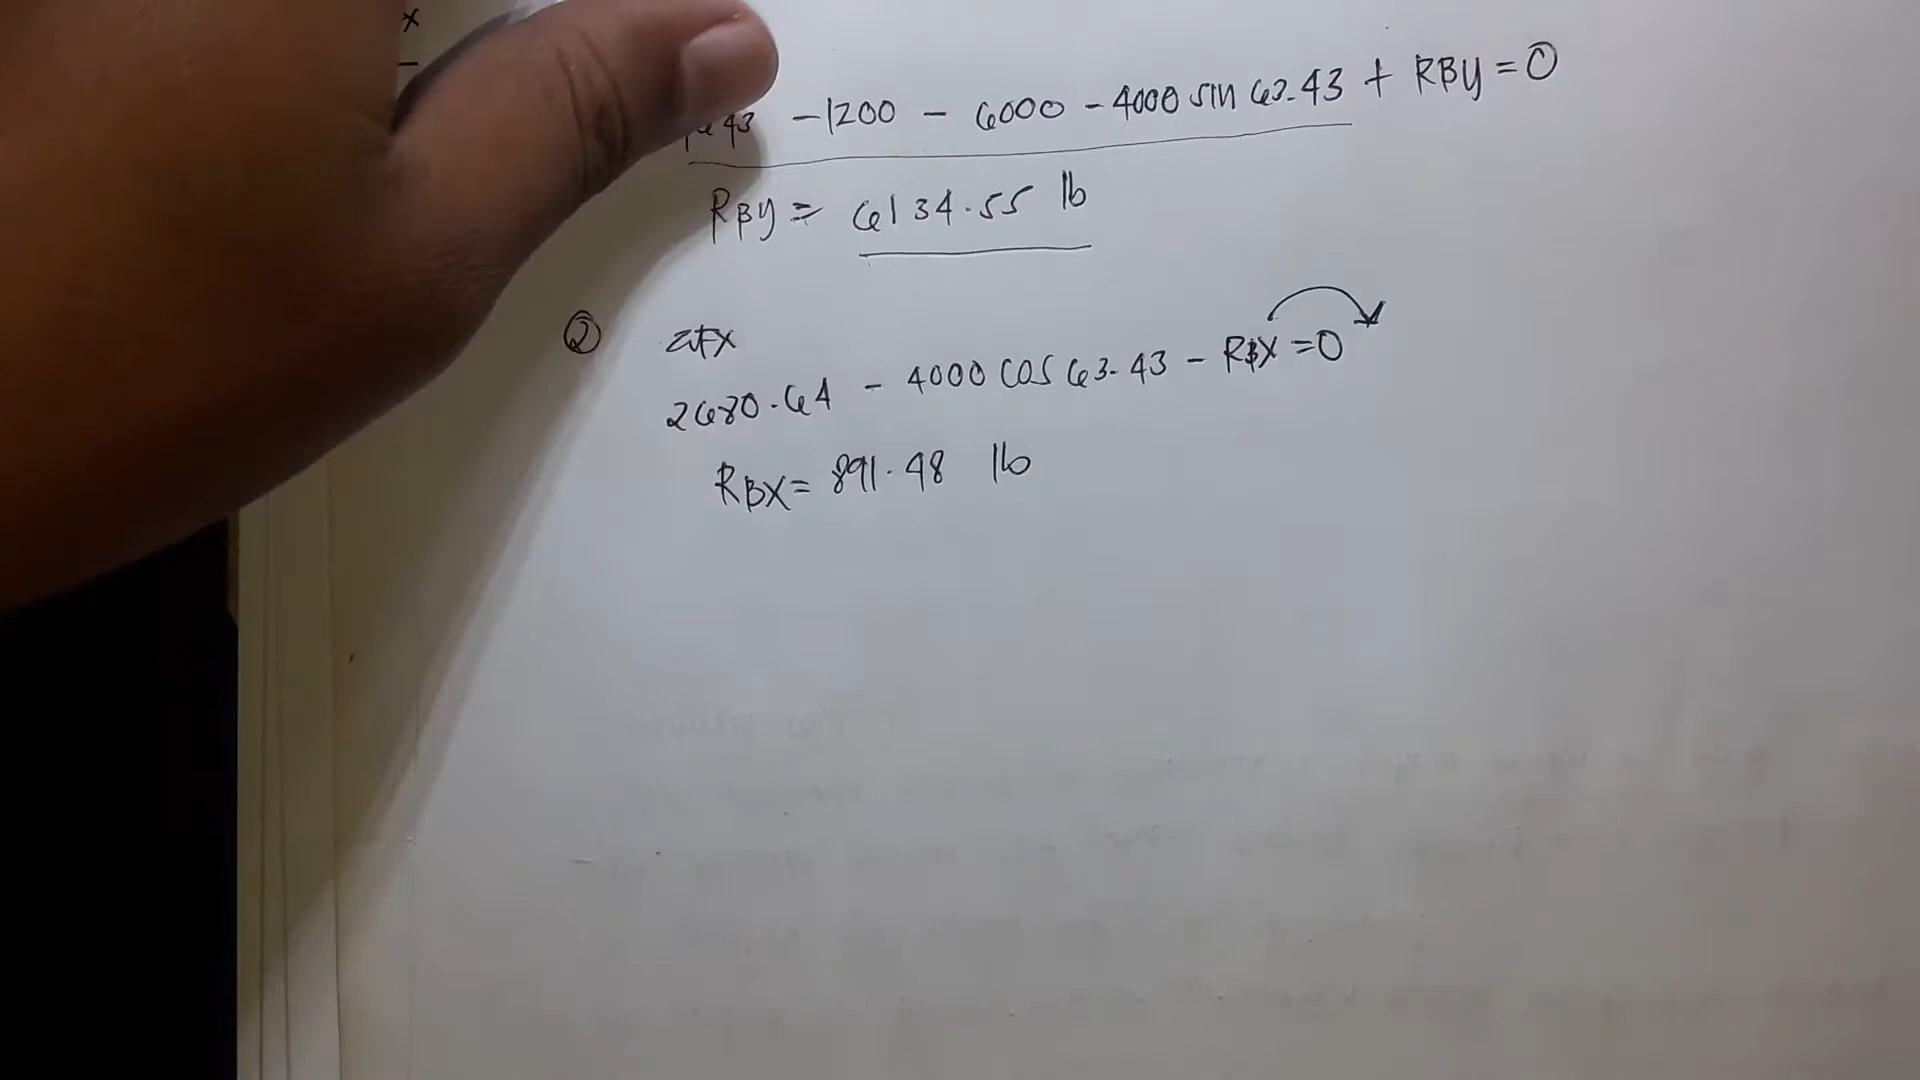 x
43 -1200 - 6000 - 4000 sin 63.43 + RBy = 0
RBy = 6134.55 lb
② ΣFx
2680.64 - 4000 cos 63.43 - RBX = 0
RBX = 891.48 lb